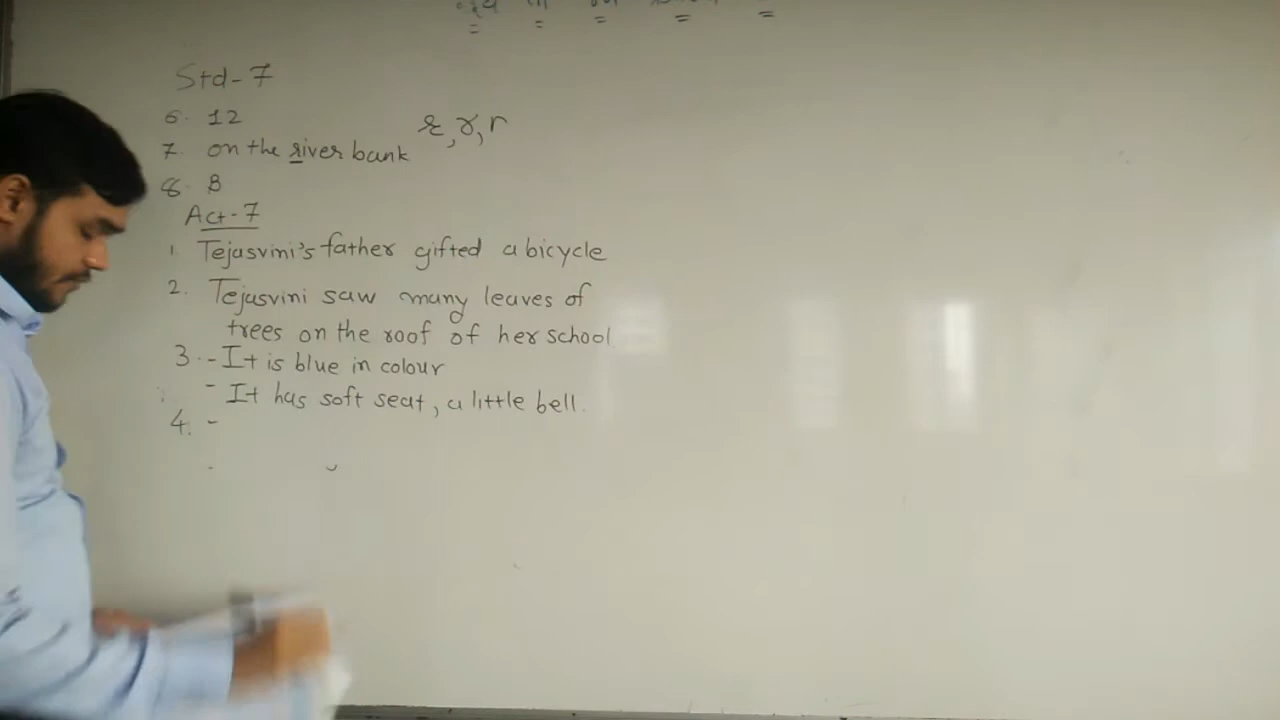 Std-7
6. 12
7 on the river bank r, r, r
8. B
Act-7
1. Tejasvini's father gifted a bicycle
2. Tejasvini saw many leaves of
trees on the roof of her school
3.-It is blue in colour
- It has soft seat, a little bell.
4. -